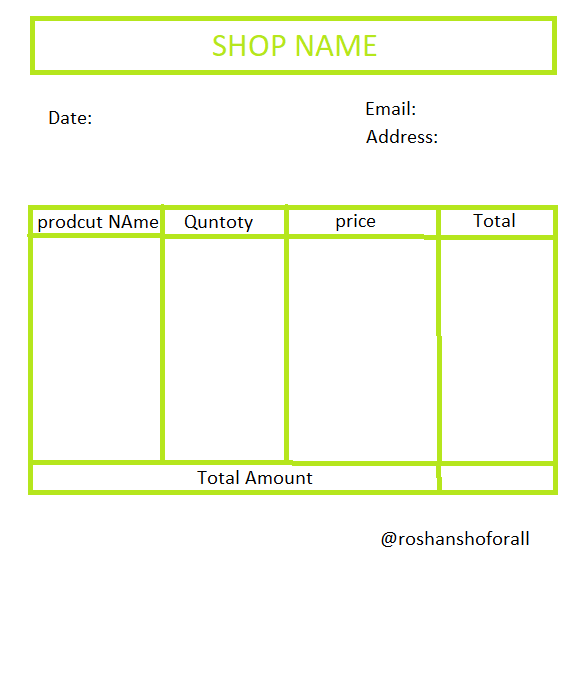 SHOP NAME
Date:
Email:
Address:
prodcut NAme Quntoty price Total
Total Amount
@roshanshoforall